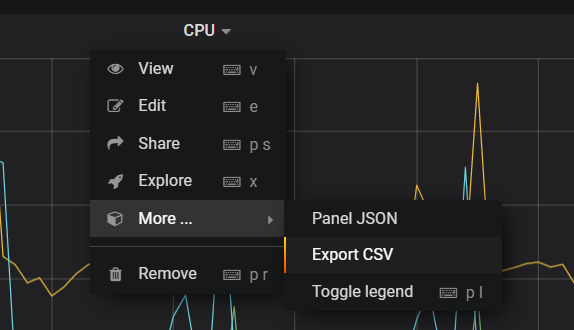 CPU
View v
Edit e
Share p s
Explore x
More ...
Panel JSON
Export CSV
Toggle legend p l
Remove p r